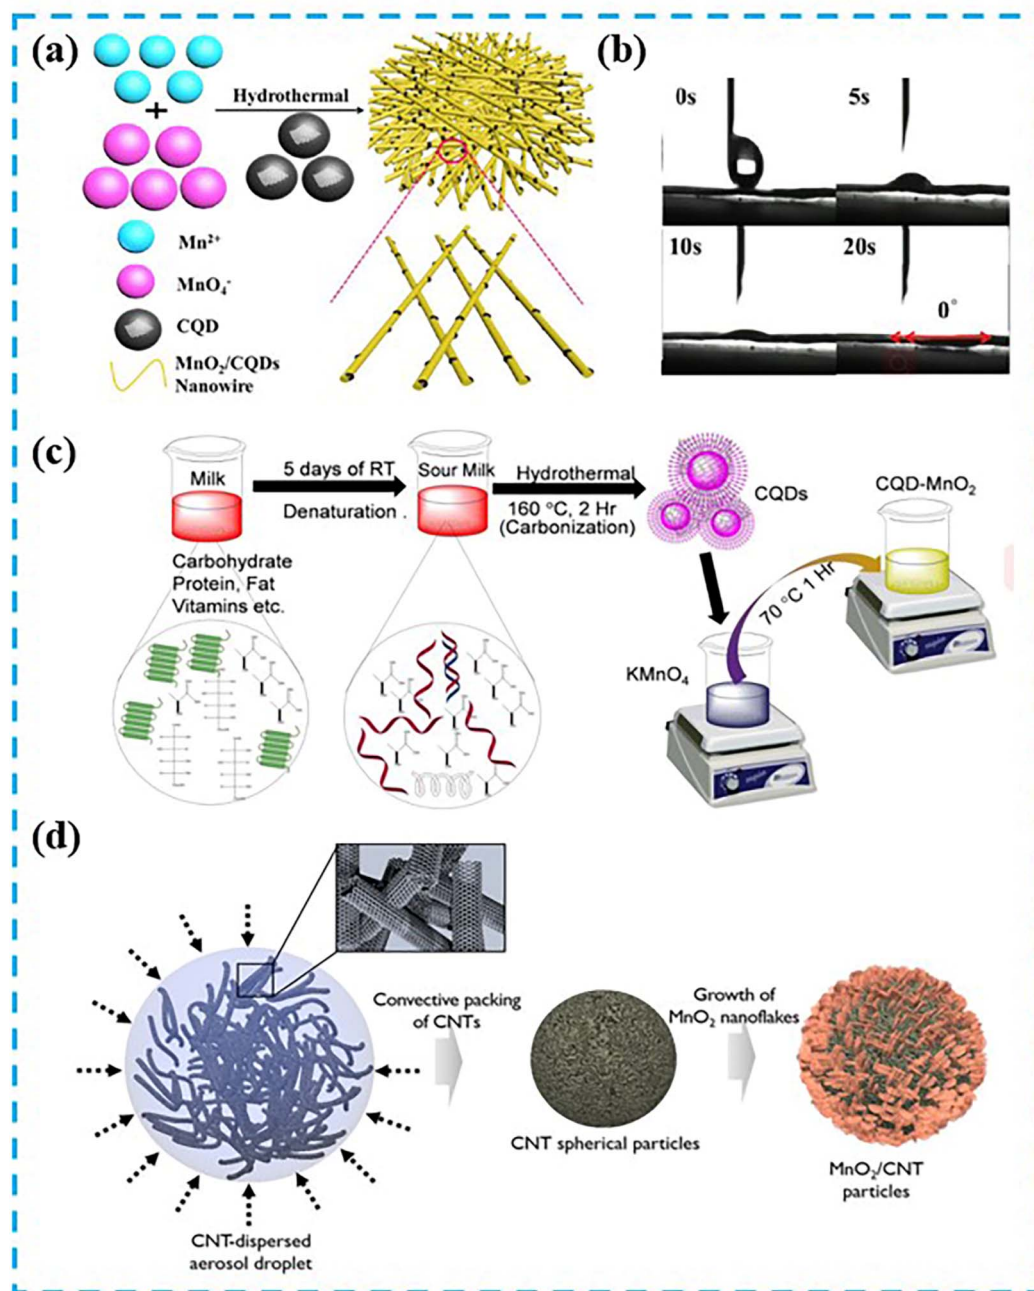 (a)
Hydrothermal
Mn²⁺
MnO₄⁻
CQD
MnO₂/CQDs
Nanowire
(b)
0s
5s
10s
20s
0°
(c)
Milk
5 days of RT
Denaturation .
Sour Milk
Hydrothermal
160 °C, 2 Hr
(Carbonization)
CQDs
CQD-MnO₂
Carbohydrate
Protein, Fat
Vitamins etc.
70 °C 1 Hr
KMnO₄
(d)
Convective packing
of CNTs
Growth of
MnO₂ nanoflakes
CNT spherical particles
MnO₂/CNT
particles
CNT-dispersed
aerosol droplet